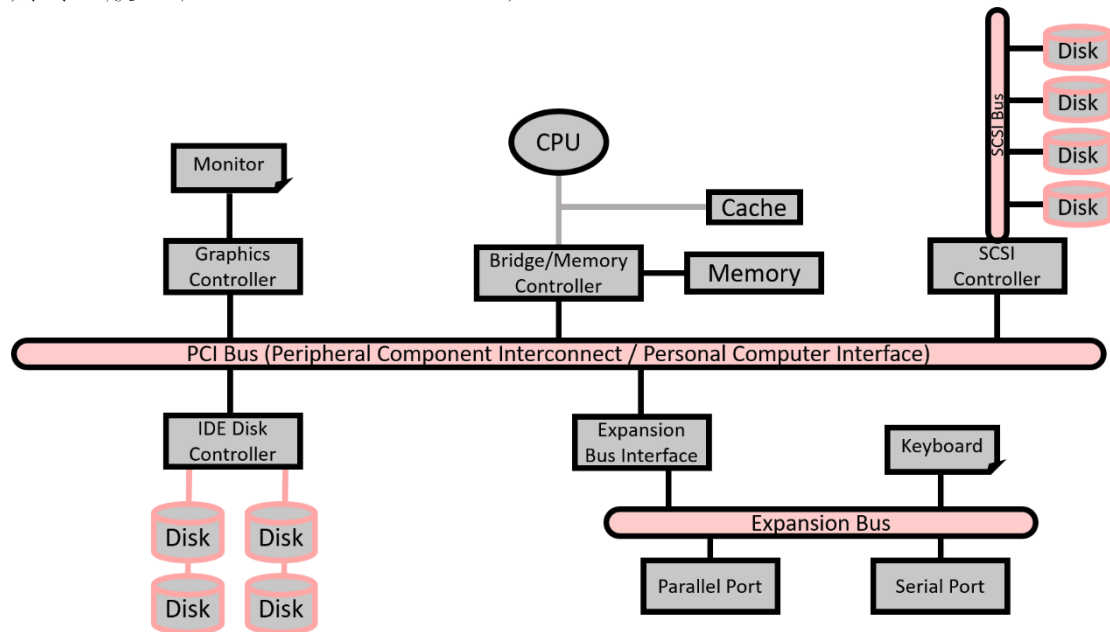 Disk
Disk
Disk
Disk
SCSI Bus
CPU
Monitor
Cache
Graphics
Controller
Bridge/Memory
Controller
Memory
SCSI
Controller
PCI Bus (Peripheral Component Interconnect / Personal Computer Interface)
IDE Disk
Controller
Expansion
Bus Interface
Keyboard
Disk
Disk
Expansion Bus
Disk
Disk
Parallel Port
Serial Port